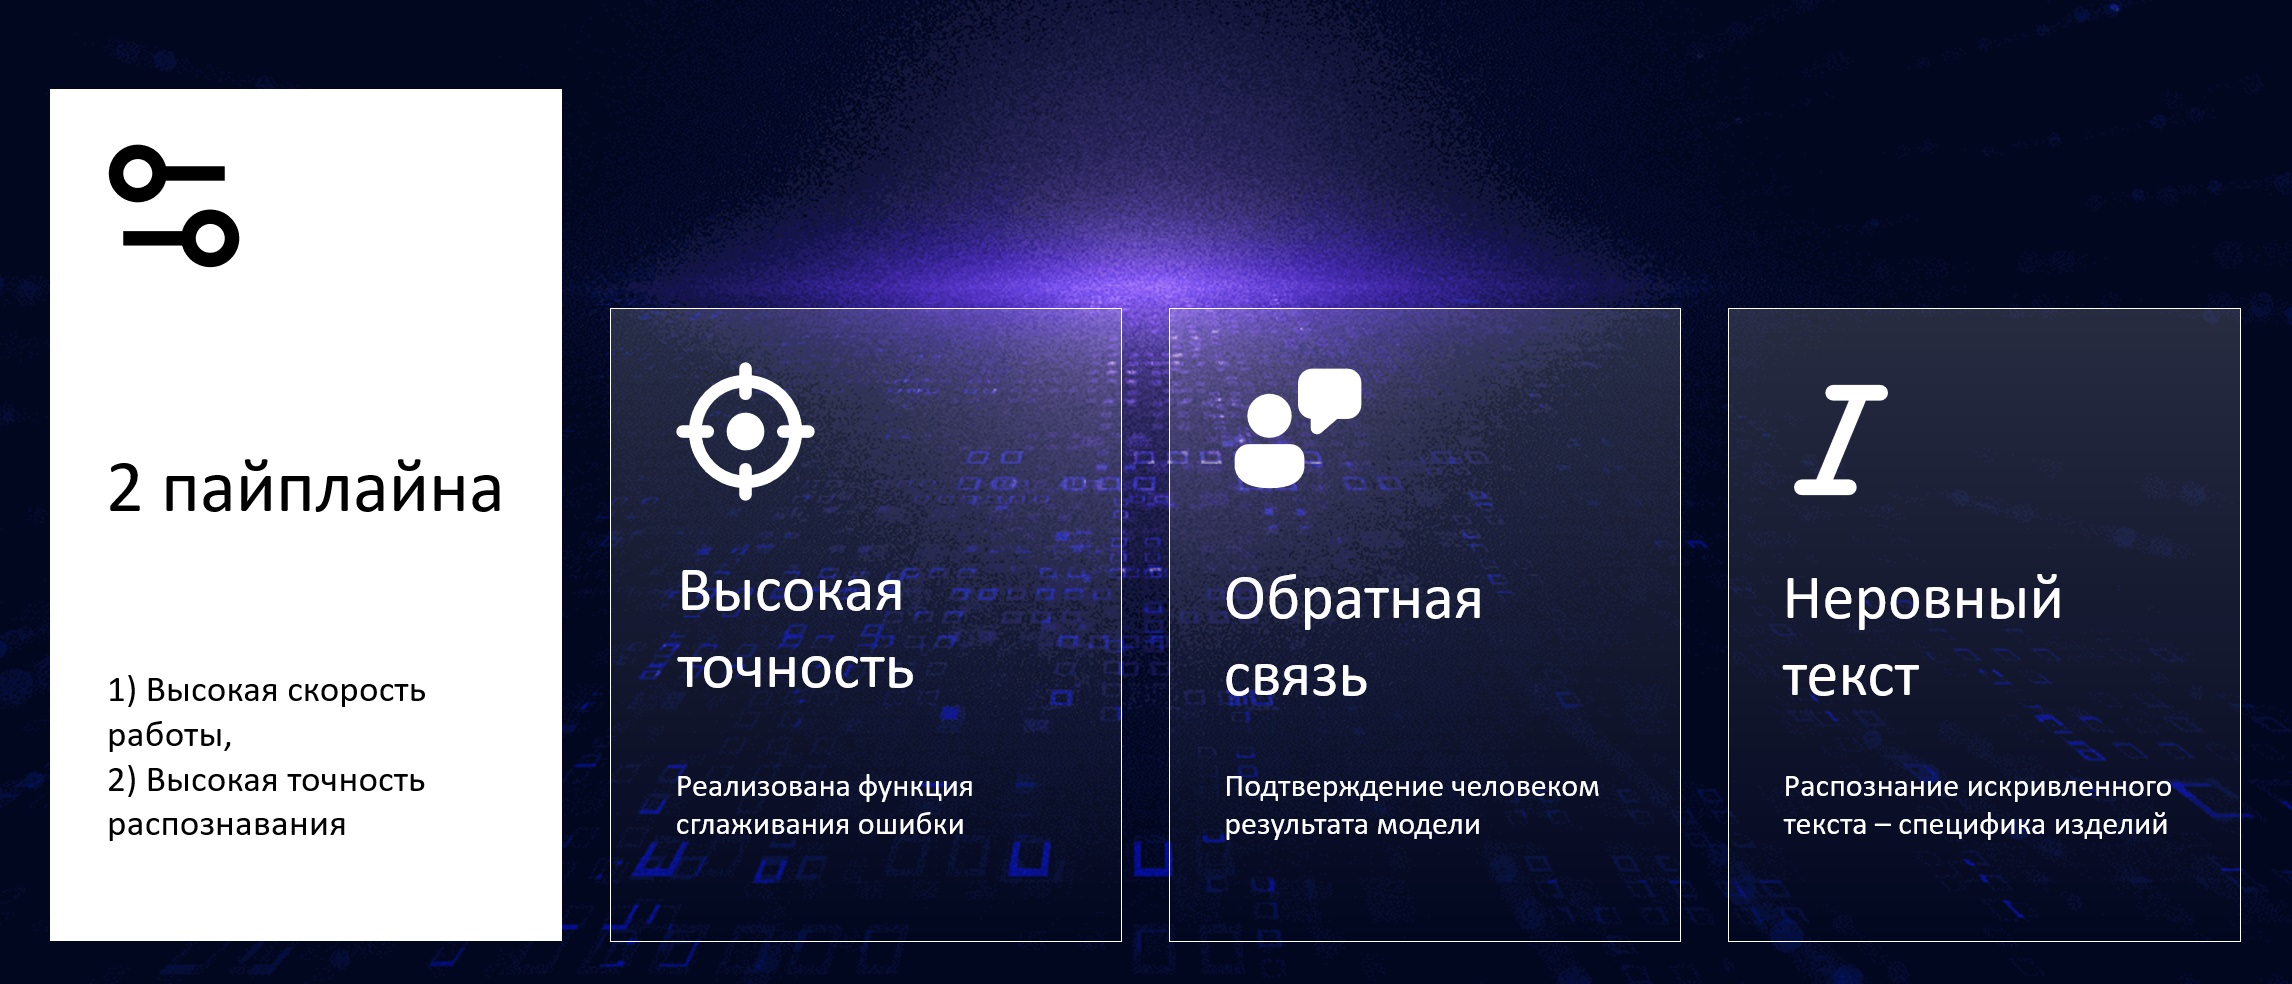 2 пайплайна
1) Высокая скорость
работы,
2) Высокая точность
распознавания
Высокая
точность
Реализована функция
сглаживания ошибки
Обратная
связь
Подтверждение человеком
результата модели
Неровный
текст
Распознание искривленного
текста – специфика изделий